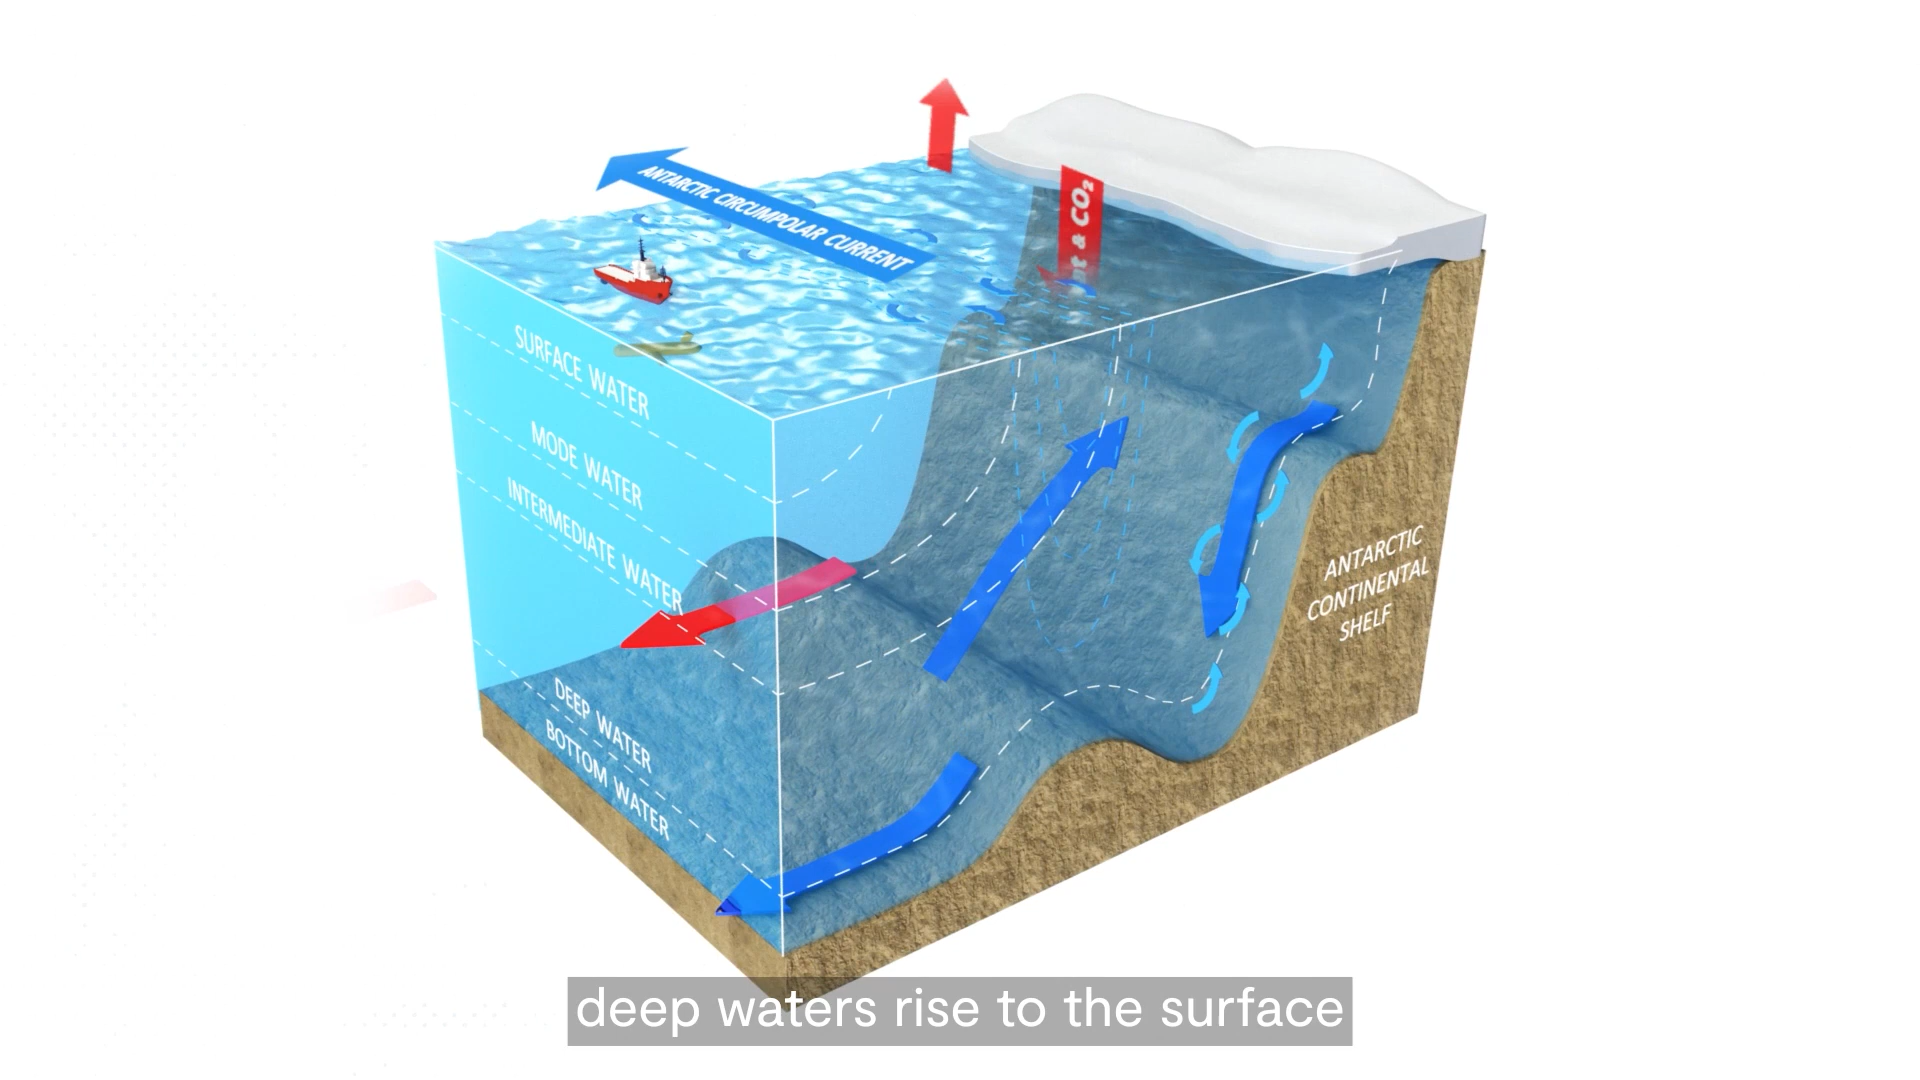 ANTARCTIC CIRCUMPOLAR CURRENT
& CO₂
SURFACE WATER
MODE WATER
INTERMEDIATE WATER
DEEP WATER
BOTTOM WATER
ANTARCTIC
CONTINENTAL
SHELF
deep waters rise to the surface